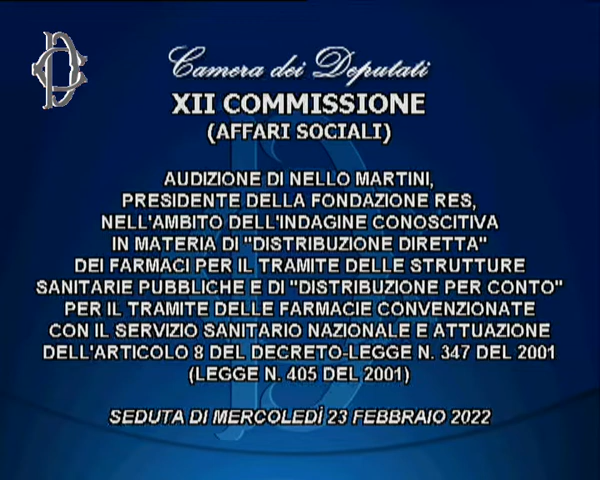 Camera dei Deputati
XII COMMISSIONE
(AFFARI SOCIALI)
AUDIZIONE DI NELLO MARTINI,
PRESIDENTE DELLA FONDAZIONE RES,
NELL'AMBITO DELL'INDAGINE CONOSCITIVA
IN MATERIA DI "DISTRIBUZIONE DIRETTA"
DEI FARMACI PER IL TRAMITE DELLE STRUTTURE
SANITARIE PUBBLICHE E DI "DISTRIBUZIONE PER CONTO"
PER IL TRAMITE DELLE FARMACIE CONVENZIONATE
CON IL SERVIZIO SANITARIO NAZIONALE E ATTUAZIONE
DELL'ARTICOLO 8 DEL DECRETO-LEGGE N. 347 DEL 2001
(LEGGE N. 405 DEL 2001)
SEDUTA DI MERCOLEDÌ 23 FEBBRAIO 2022